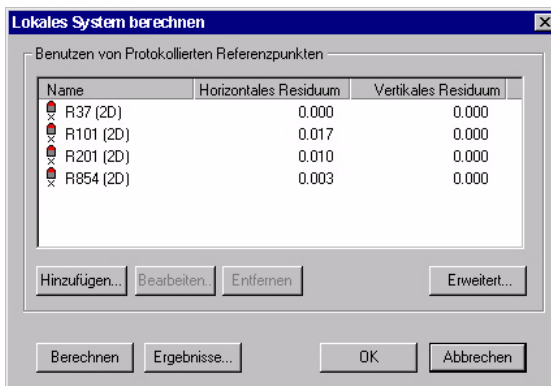 Lokales System berechnen
Benutzen von Protokollierten Referenzpunkten
Name Horizontales Residuum Vertikales Residuum
R37 (2D) 0.000 0.000
R101 (2D) 0.017 0.000
R201 (2D) 0.010 0.000
R854 (2D) 0.003 0.000
Hinzufügen... Bearbeiten.. Entfernen Erweitert...
Berechnen Ergebnisse... OK Abbrechen